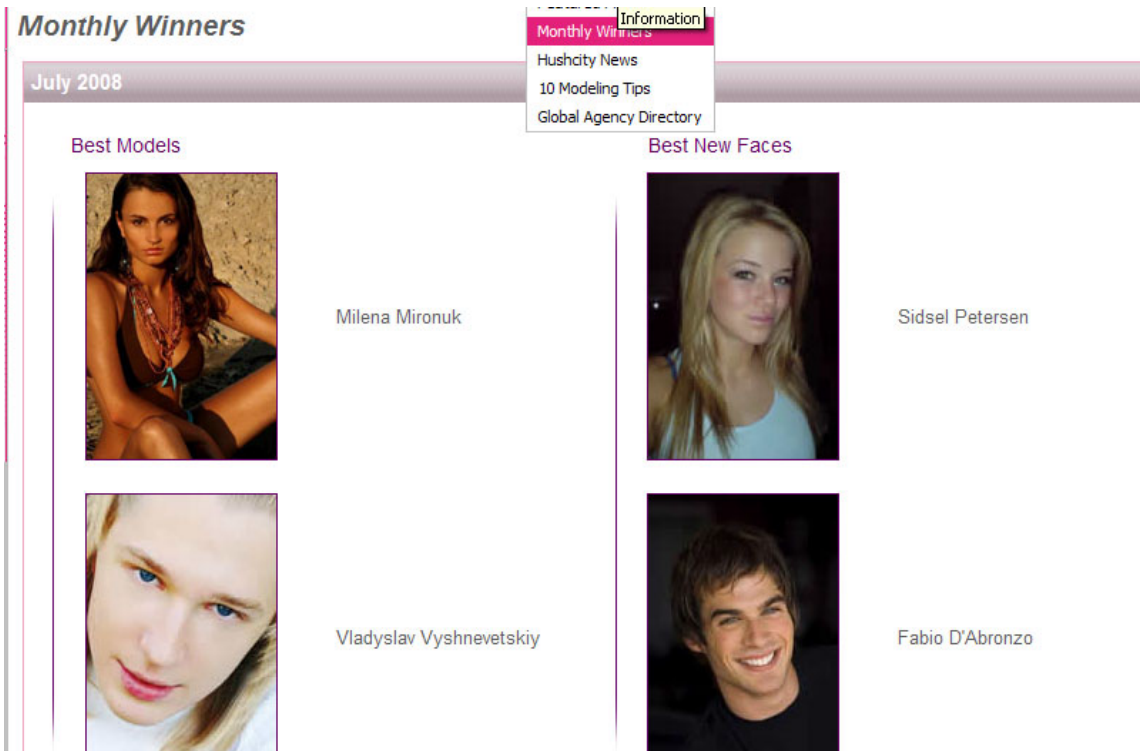 Monthly Winners
Information
Monthly Winners
Hushcity News
10 Modeling Tips
Global Agency Directory
July 2008
Best Models
Best New Faces
Milena Mironuk
Sidsel Petersen
Vladyslav Vyshnevetskiy
Fabio D'Abronzo